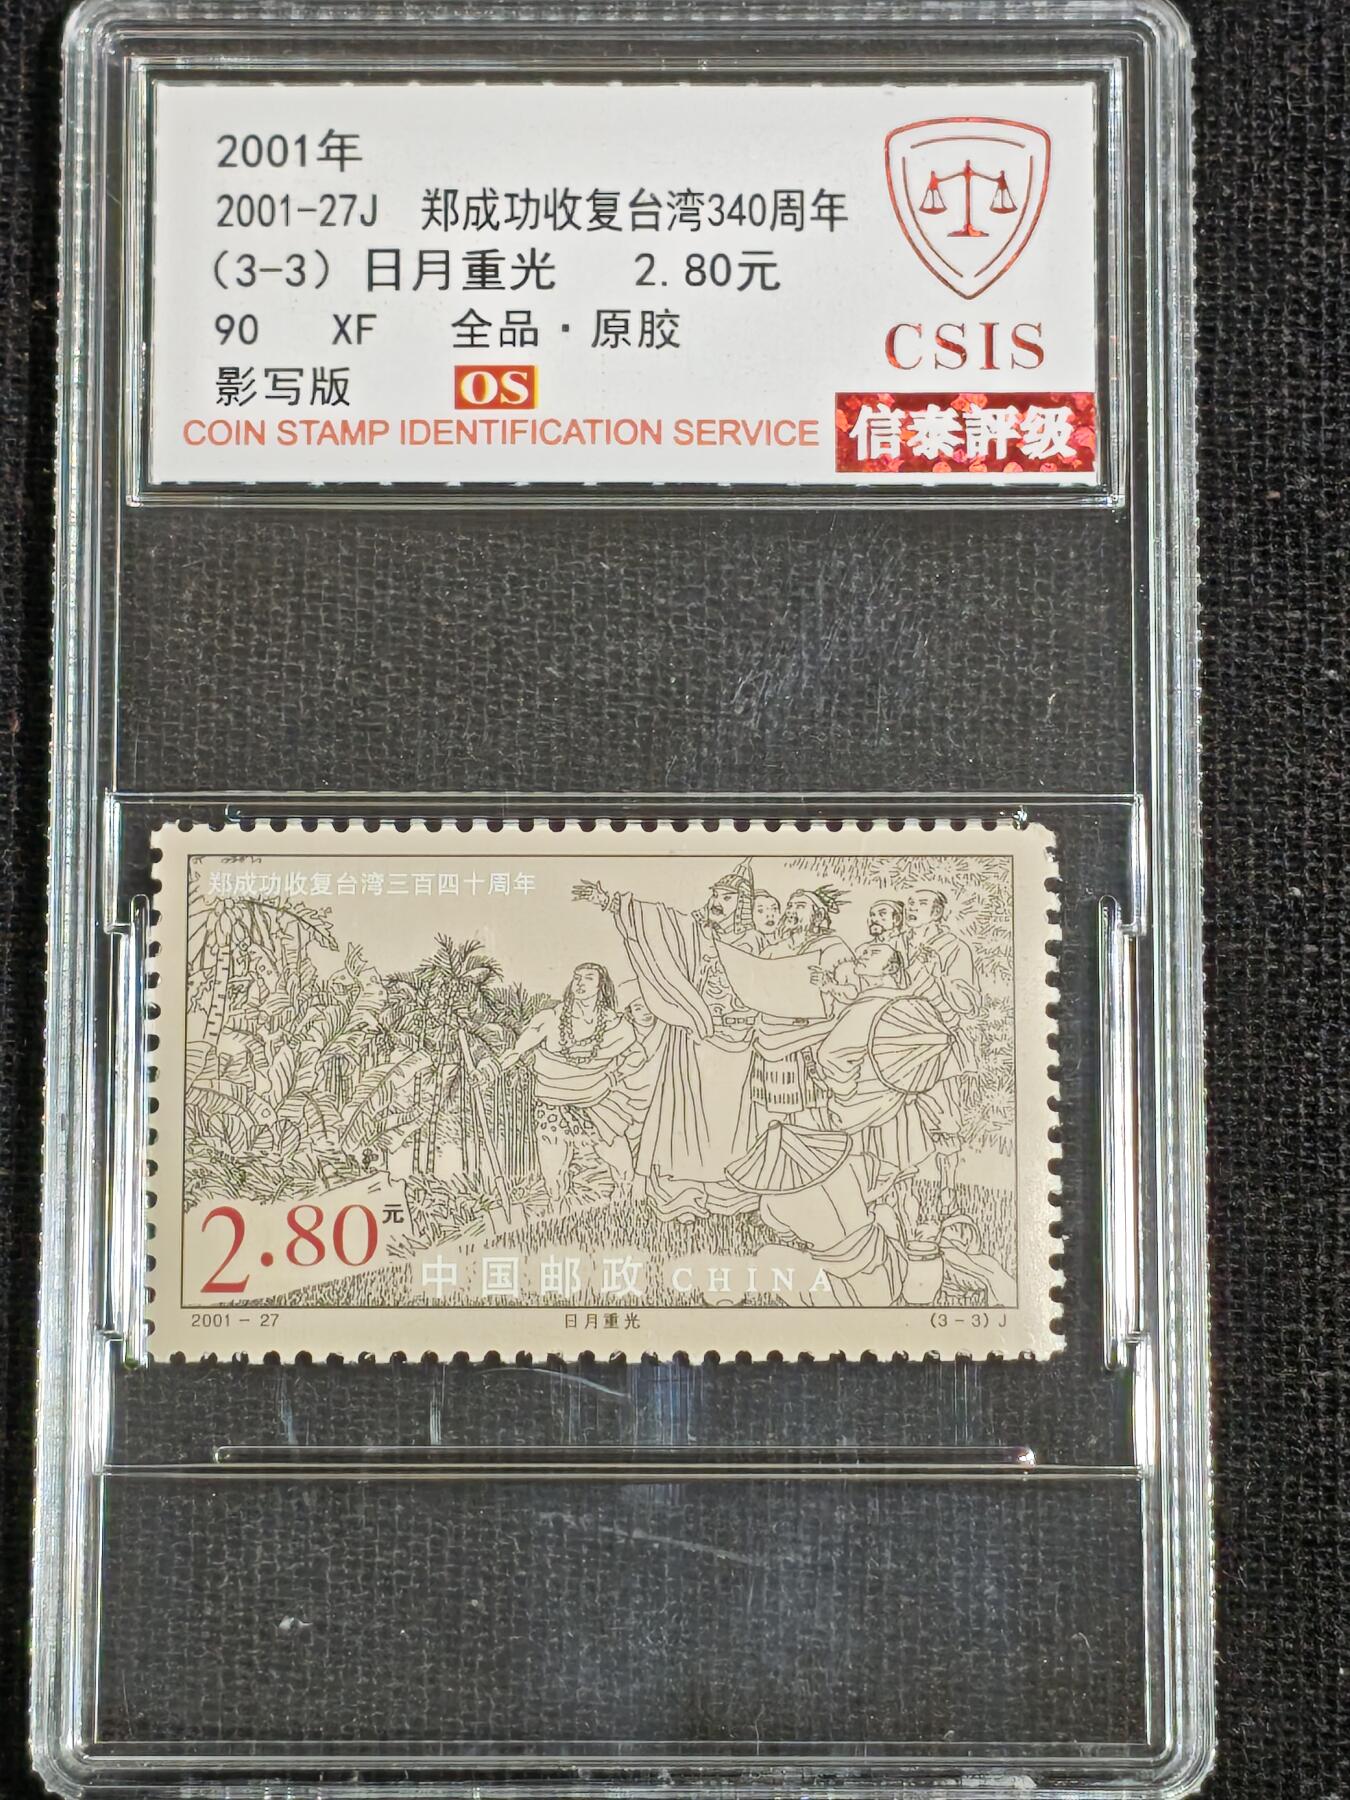 2001年
2001-27J 郑成功收复台湾340周年
(3-3) 日月重光 2.80元
90 XF 全品·原胶
影写版 OS
COIN STAMP IDENTIFICATION SERVICE
CSIS
信泰評级
郑成功收复台湾三百四十周年
2.80元
中国邮政 CHINA
2001-27 日月重光 (3-3)J